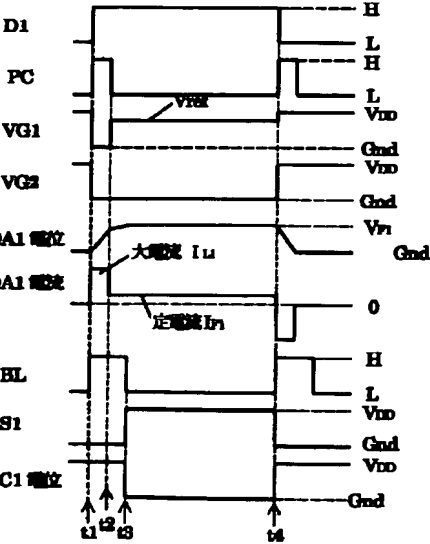 D1
H
L
PC
H
L
VG1
Vref
VDD
Gnd
VG2
VDD
Gnd
A1 電位
VF1
Gnd
大電流 IL1
A1 電流
0
定電流 IF1
BL
H
L
S1
VDD
Gnd
C1 電位
VDD
Gnd
t1 t2 t3 t4